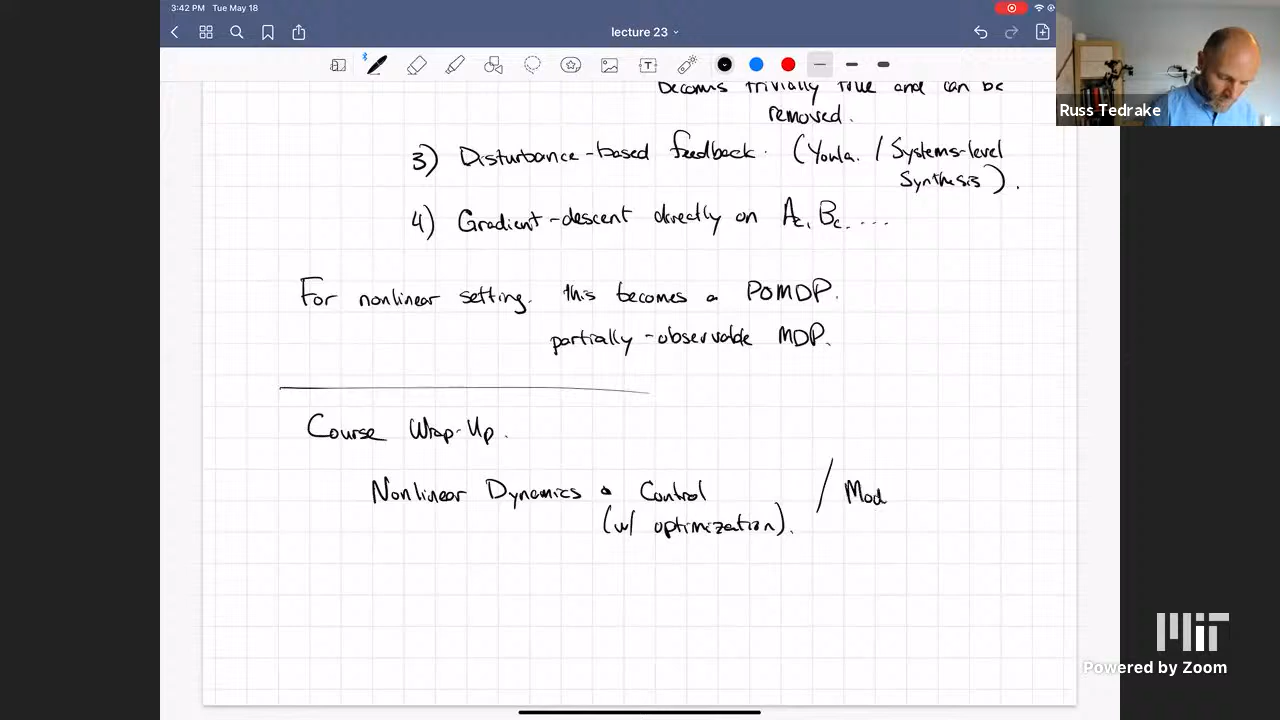 3:42 PM Tue May 18
lecture 23
Russ Tedrake
becomes trivially true and can be
removed.
3) Disturbance-based feedback. (Youla. / Systems-level
Synthesis).
4) Gradient-descent directly on Ac, Bc, ....
For nonlinear setting, this becomes a POMDP.
partially-observable MDP.
Course Wrap-Up.
Nonlinear Dynamics & Control / Mod
(w/ optimization).
MIT
Powered by Zoom